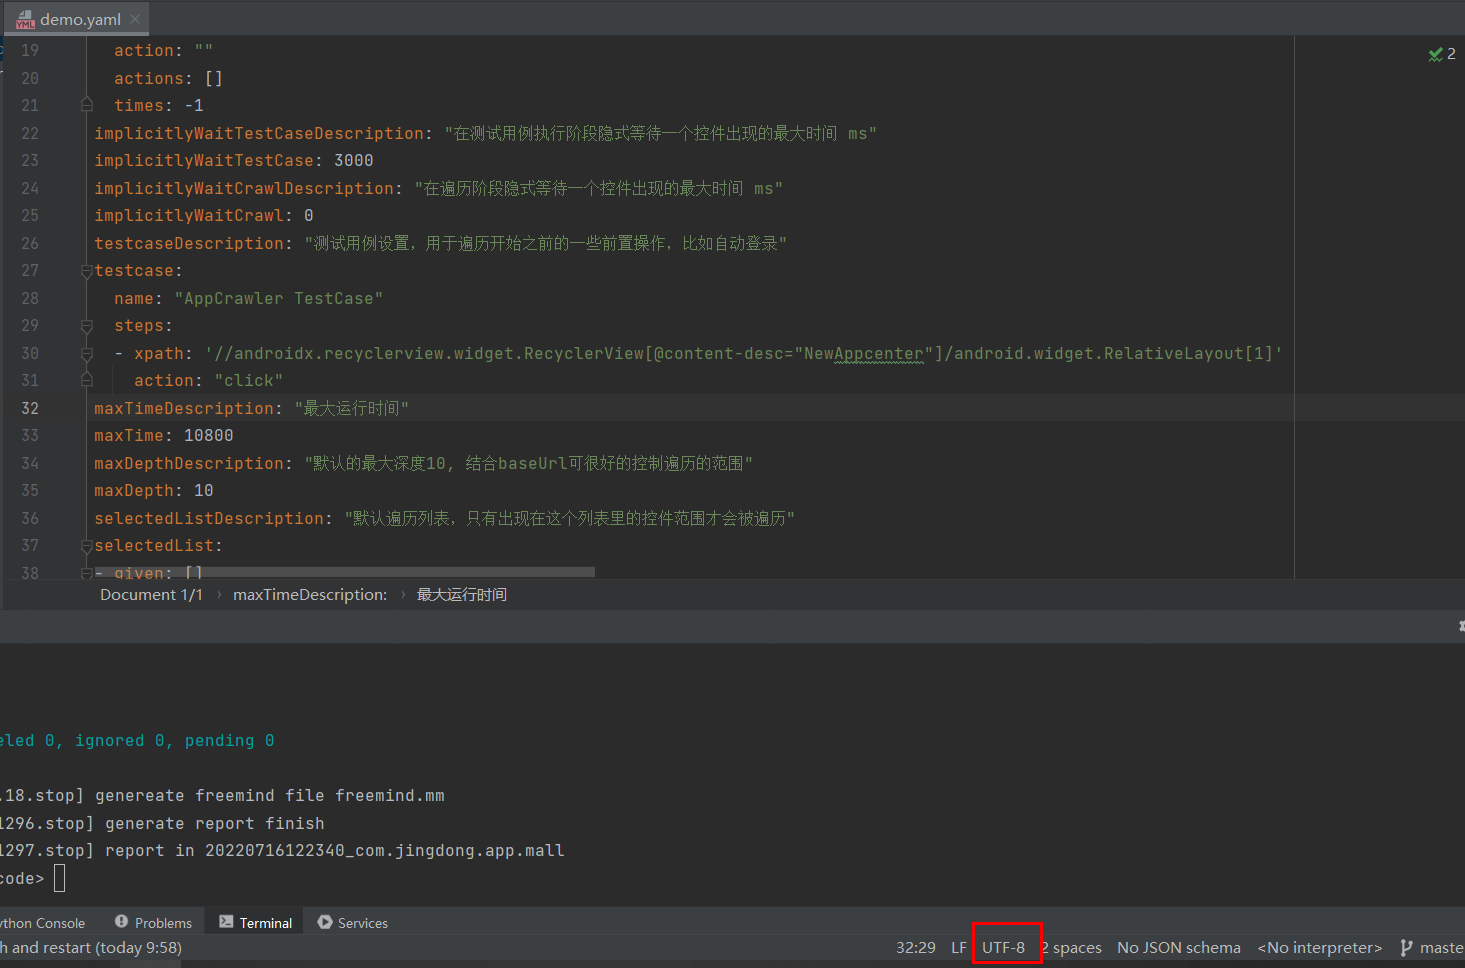 demo.yaml
19 action: ""
20 actions: []
21 times: -1
22 implicitlyWaitTestCaseDescription: "在测试用例执行阶段隐式等待一个控件出现的最大时间 ms"
23 implicitlyWaitTestCase: 3000
24 implicitlyWaitCrawlDescription: "在遍历阶段隐式等待一个控件出现的最大时间 ms"
25 implicitlyWaitCrawl: 0
26 testcaseDescription: "测试用例设置，用于遍历开始之前的一些前置操作，比如自动登录"
27 testcase:
28 name: "AppCrawler TestCase"
29 steps:
30 - xpath: '//androidx.recyclerview.widget.RecyclerView[@content-desc="NewAppcenter"]/android.widget.RelativeLayout[1]'
31 action: "click"
32 maxTimeDescription: "最大运行时间"
33 maxTime: 10800
34 maxDepthDescription: "默认的最大深度10, 结合baseUrl可很好的控制遍历的范围"
35 maxDepth: 10
36 selectedListDescription: "默认遍历列表，只有出现在这个列表里的控件范围才会被遍历"
37 selectedList:
38 - given: []
2
Document 1/1 › maxTimeDescription: › 最大运行时间
eled 0, ignored 0, pending 0
.18.stop] genereate freemind file freemind.mm
1296.stop] generate report finish
1297.stop] report in 20220716122340_com.jingdong.app.mall
code>
ython Console Problems Terminal Services
h and restart (today 9:58) 32:29 LF UTF-8 2 spaces No JSON schema <No interpreter> maste